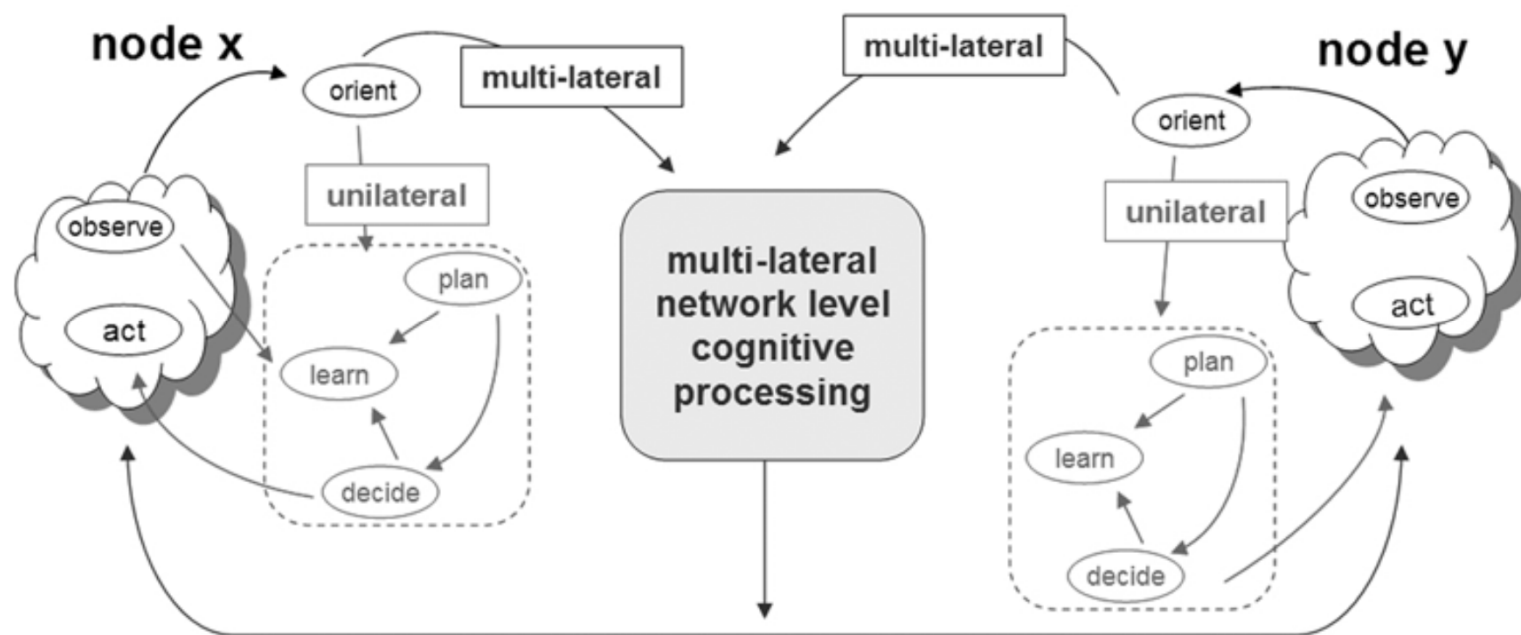 node x
orient
multi-lateral
unilateral
observe
act
plan
learn
decide
multi-lateral
network level
cognitive
processing
multi-lateral
node y
orient
unilateral
observe
act
plan
learn
decide